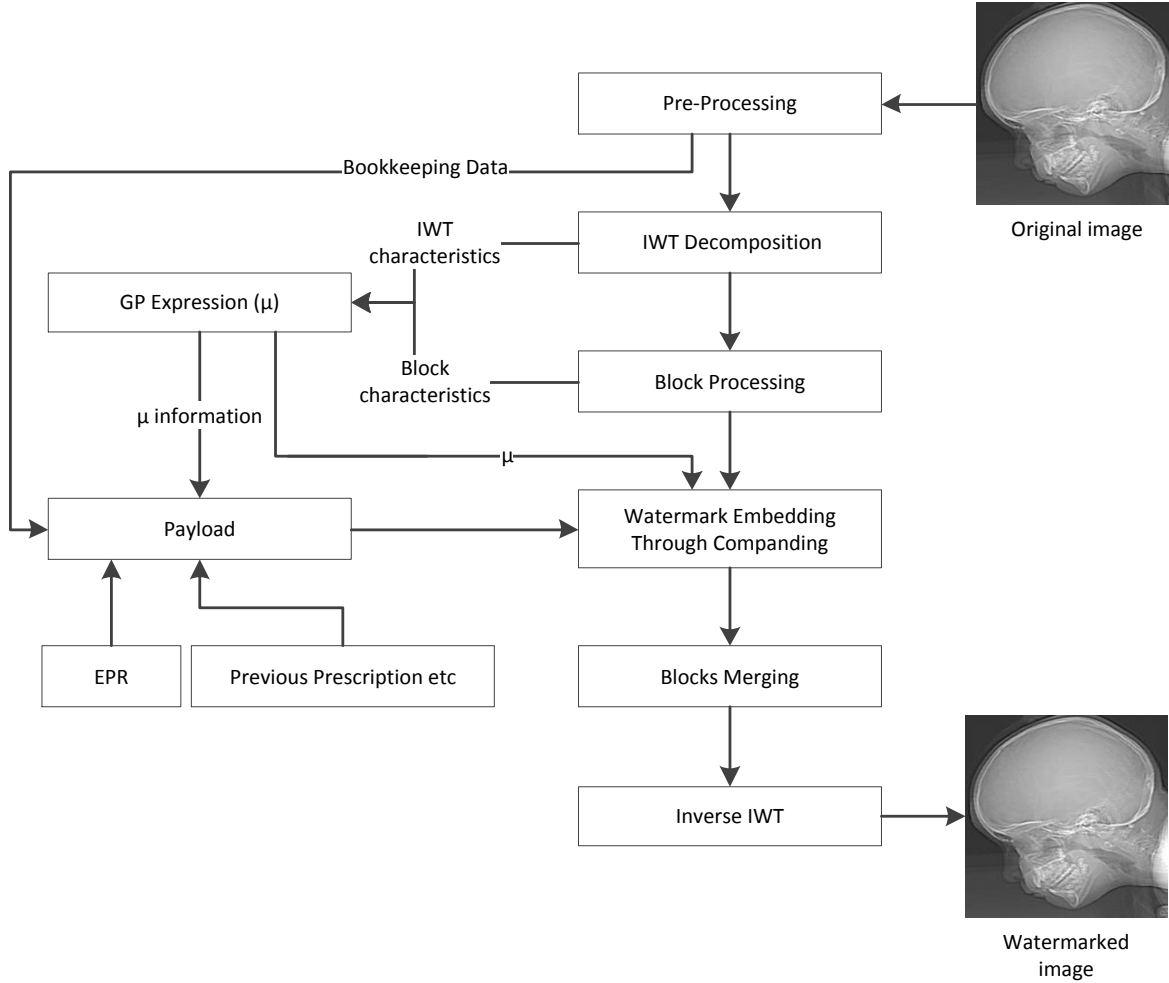 Pre-Processing
Original image
Bookkeeping Data
IWT
characteristics
IWT Decomposition
GP Expression (μ)
Block
characteristics
Block Processing
μ information
μ
Payload
Watermark Embedding
Through Companding
EPR
Previous Prescription etc
Blocks Merging
Inverse IWT
Watermarked
image